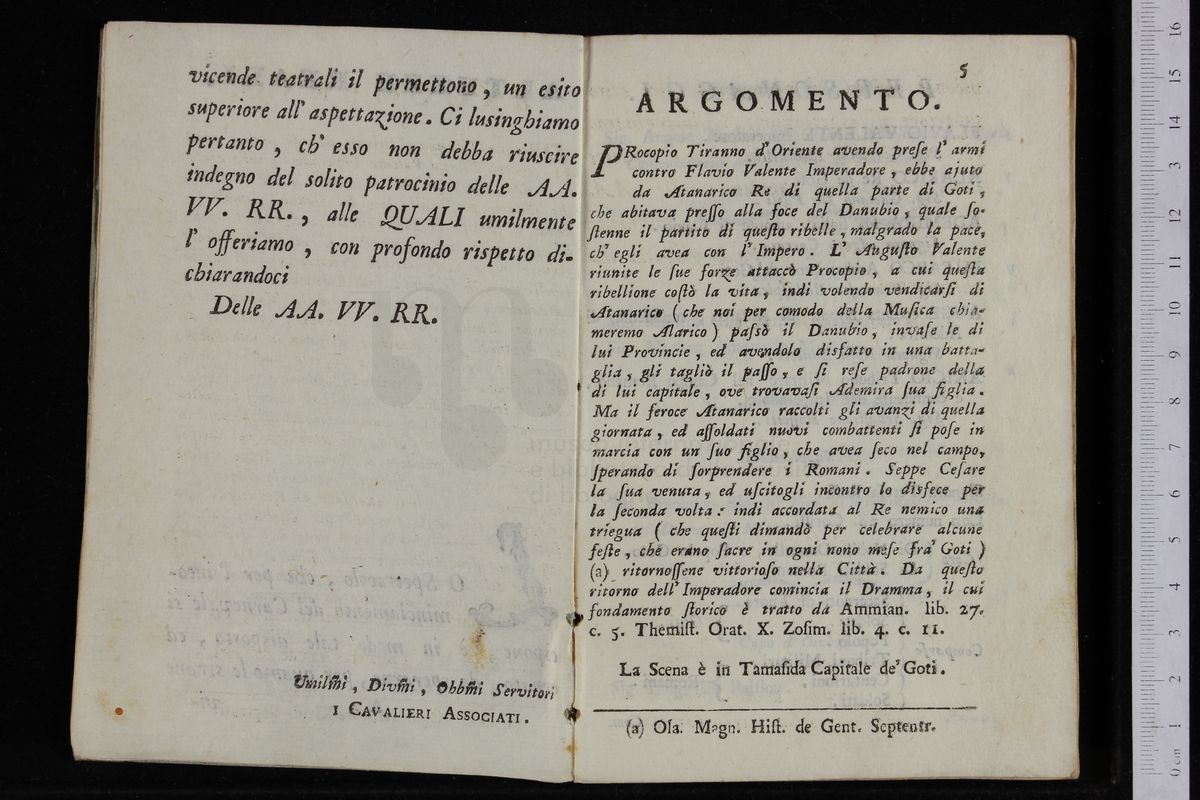 vicende teatrali il permettono, un esito
superiore all' aspettazione. Ci lusinghiamo
pertanto, ch' esso non debba riuscire
indegno del solito patrocinio delle AA.
VV. RR., alle QUALI umilmente
l' offeriamo, con profondo rispetto di-
chiarandoci
Delle AA. VV. RR.
Umilm̃i, Divm̃i, Obbm̃i Servitori
I CAVALIERI ASSOCIATI.
5
ARGOMENTO.
PRocopio Tiranno d'Oriente avendo preſe l' armi
contro Flavio Valente Imperadore, ebbe ajuto
da Atanarico Re di quella parte di Goti,
che abitava preſſo alla foce del Danubio, quale ſo-
ſtenne il partito di queſto ribelle, malgrado la pace,
ch' egli avea con l' Impero. L' Auguſto Valente
riunite le ſue forze attaccò Procopio, a cui queſta
ribellione coſtò la vita, indi volendo vendicarſi di
Atanarico (che noi per comodo della Muſica chia-
meremo Alarico) paſsò il Danubio, invaſe le di
lui Provincie, ed avendolo disfatto in una batta-
glia, gli tagliò il paſſo, e ſi reſe padrone della
di lui capitale, ove trovavaſi Ademira ſua figlia.
Ma il feroce Atanarico raccolti gli avanzi di quella
giornata, ed aſſoldati nuovi combattenti ſi poſe in
marcia con un ſuo figlio, che avea ſeco nel campo,
ſperando di ſorprendere i Romani. Seppe Ceſare
la ſua venuta, ed uſcitogli incontro lo disfece per
la ſeconda volta: indi accordata al Re nemico una
triegua (che queſti dimandò per celebrare alcune
feſte, che erano ſacre in ogni nono meſe fra' Goti)
(a) ritornoſſene vittorioſo nella Città. Da queſto
ritorno dell' Imperadore comincia il Dramma, il cui
fondamento ſtorico è tratto da Ammian. lib. 27.
c. 5. Themiſt. Orat. X. Zoſim. lib. 4. c. 11.
La Scena è in Tamaſida Capitale de' Goti.
(a) Ola. Magn. Hiſt. de Gent. Septentr.